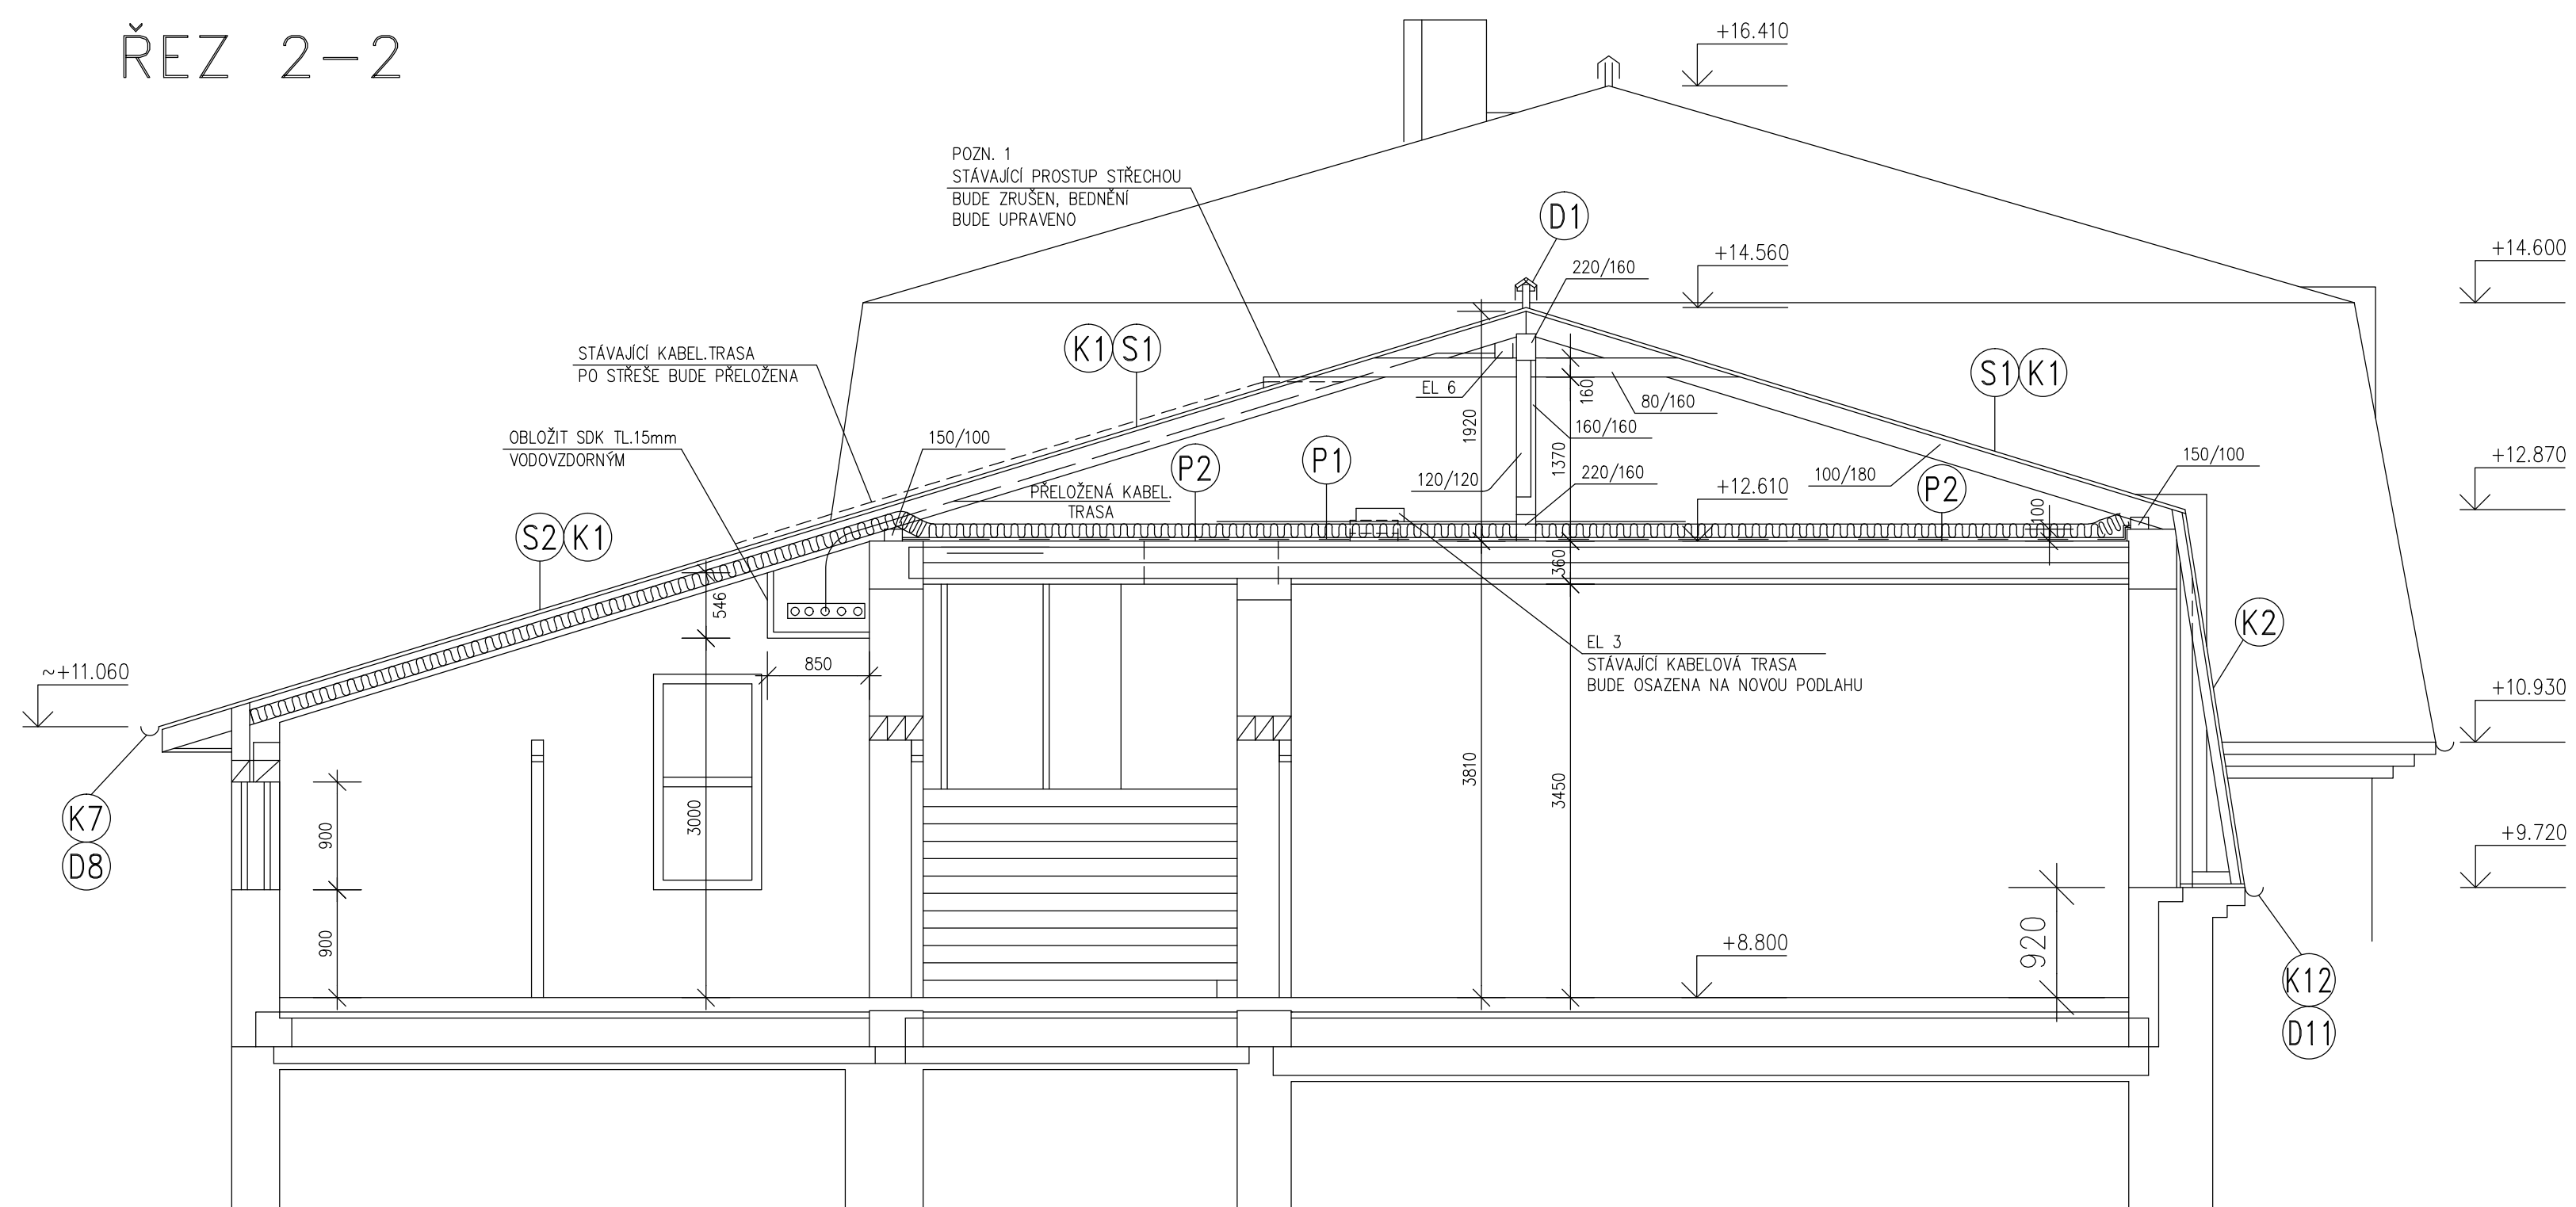 ŘEZ 2-2
+16.410
POZN. 1
STÁVAJÍCÍ PROSTUP STŘECHOU
BUDE ZRUŠEN, BEDNĚNÍ
BUDE UPRAVENO
D1
+14.560
+14.600
220/160
K1 S1
STÁVAJÍCÍ KABEL.TRASA
PO STŘEŠE BUDE PŘELOŽENA
S1 K1
EL 6
160
80/160
1920
160/160
OBLOŽIT SDK TL.15mm
VODOVZDORNÝM
150/100
P2
P1
1370
120/120
220/160
100/180
P2
150/100
+12.870
PŘELOŽENÁ KABEL.
TRASA
+12.610
100
S2 K1
360
546
850
EL 3
STÁVAJÍCÍ KABELOVÁ TRASA
BUDE OSAZENA NA NOVOU PODLAHU
K2
~+11.060
+10.930
K7
D8
900
3000
3810
3450
+9.720
900
+8.800
920
K12
D11